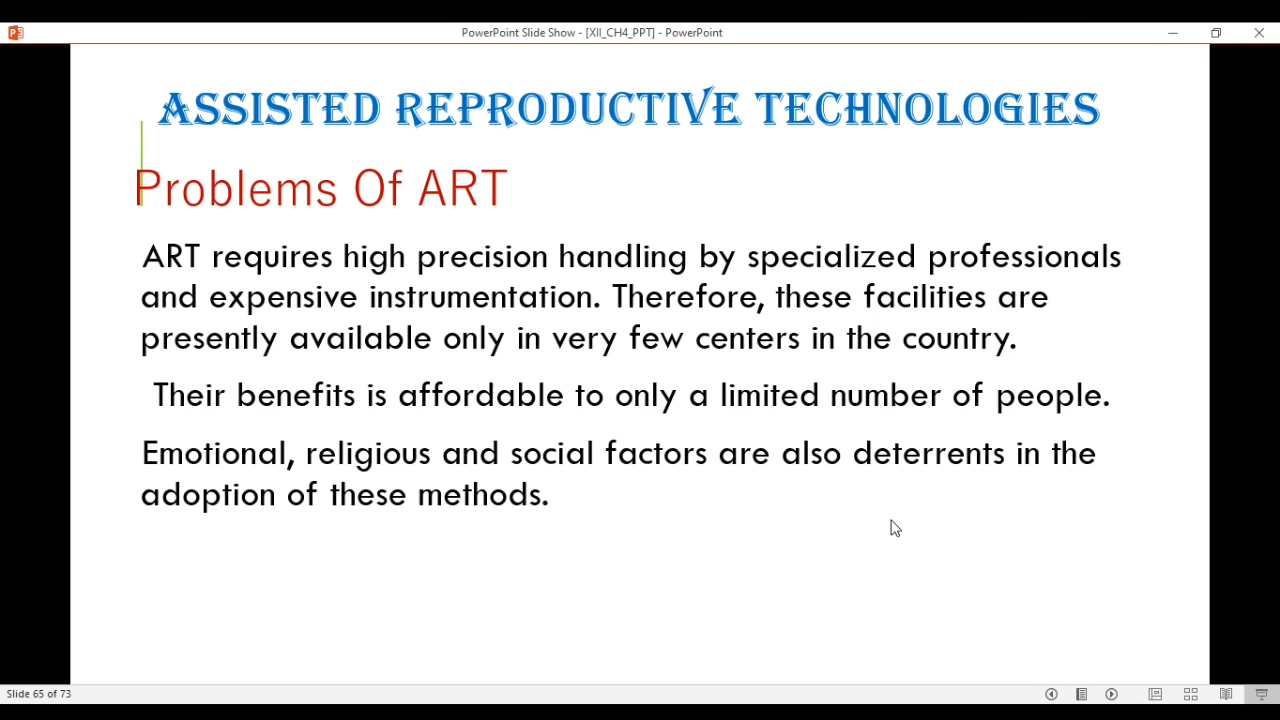 PowerPoint Slide Show - [XII_CH4_PPT] - PowerPoint
ASSISTED REPRODUCTIVE TECHNOLOGIES
Problems Of ART
ART requires high precision handling by specialized professionals
and expensive instrumentation. Therefore, these facilities are
presently available only in very few centers in the country.
Their benefits is affordable to only a limited number of people.
Emotional, religious and social factors are also deterrents in the
adoption of these methods.
Slide 65 of 73